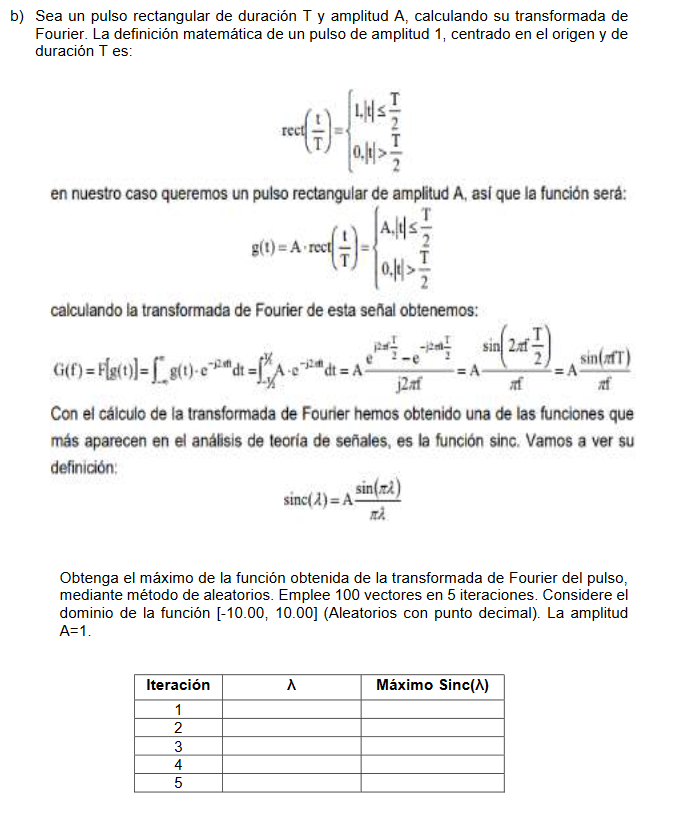 b) Sea un pulso rectangular de duración T y amplitud A, calculando su transformada de
Fourier. La definición matemática de un pulso de amplitud 1, centrado en el origen y de
duración T es:
rect(t/T) = {1, |t| ≤ T/2
0, |t| > T/2
en nuestro caso queremos un pulso rectangular de amplitud A, así que la función será:
g(t) = A · rect(t/T) = {A, |t| ≤ T/2
0, |t| > T/2
calculando la transformada de Fourier de esta señal obtenemos:
G(f) = F[g(t)] = ∫_{-∞}^{∞} g(t) · e^{-j2πft} dt = ∫_{-T/2}^{T/2} A · e^{-j2πft} dt = A (e^{j2πf T/2} − e^{-j2πf T/2}) / (j2πf) = A sin(2πf T/2) / (πf) = A sin(πfT) / (πf)
Con el cálculo de la transformada de Fourier hemos obtenido una de las funciones que
más aparecen en el análisis de teoría de señales, es la función sinc. Vamos a ver su
definición:
sinc(λ) = A sin(πλ) / (πλ)
Obtenga el máximo de la función obtenida de la transformada de Fourier del pulso,
mediante método de aleatorios. Emplee 100 vectores en 5 iteraciones. Considere el
dominio de la función [-10.00, 10.00] (Aleatorios con punto decimal). La amplitud
A=1.
Iteración λ Máximo Sinc(λ)
1
2
3
4
5